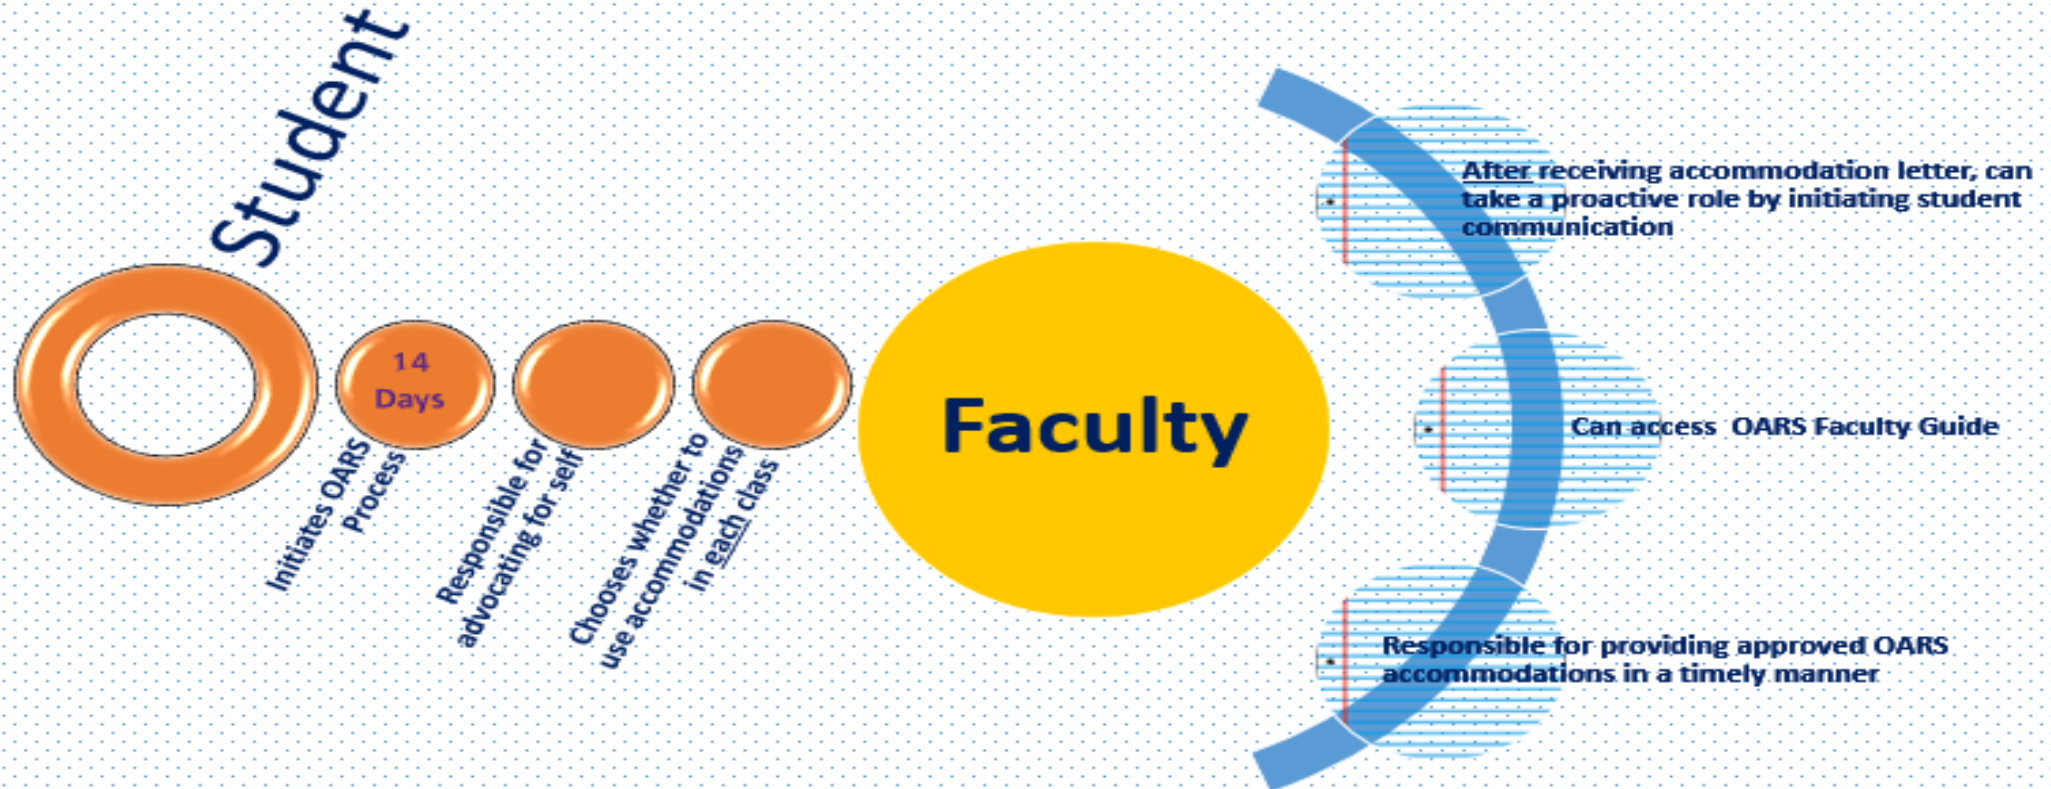 Student
14
Days
Initiates OARS
Process
Responsible for
advocating for self
Chooses whether to
use accommodations
in each class
Faculty
After receiving accommodation letter, can
take a proactive role by initiating student
communication
Can access OARS Faculty Guide
Responsible for providing approved OARS
accommodations in a timely manner